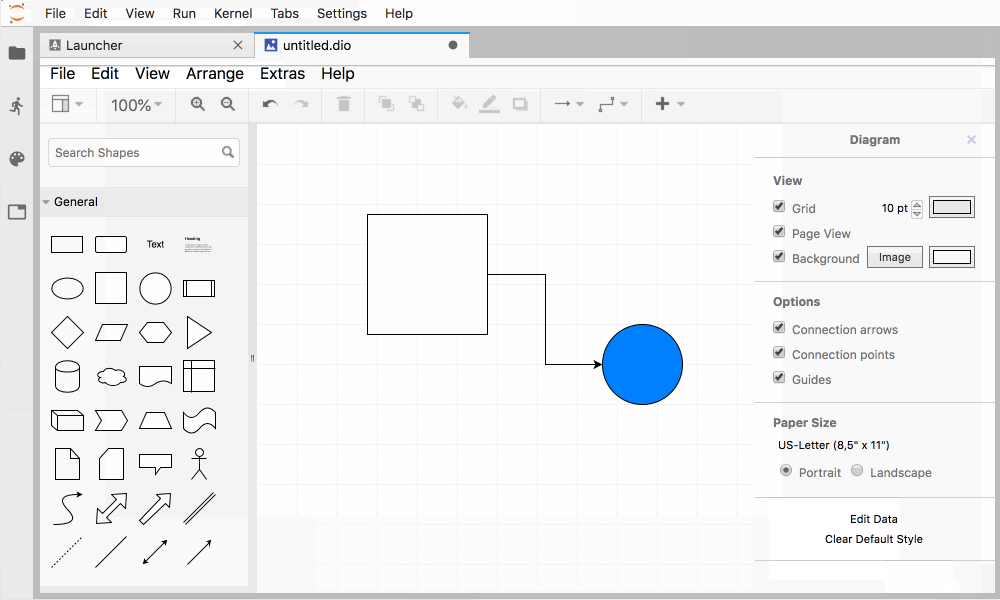 File Edit View Run Kernel Tabs Settings Help
Launcher untitled.dio
File Edit View Arrange Extras Help
100%
Search Shapes
General
Text Heading
Diagram
View
Grid 10 pt
Page View
Background Image
Options
Connection arrows
Connection points
Guides
Paper Size
US-Letter (8,5" x 11")
Portrait Landscape
Edit Data
Clear Default Style